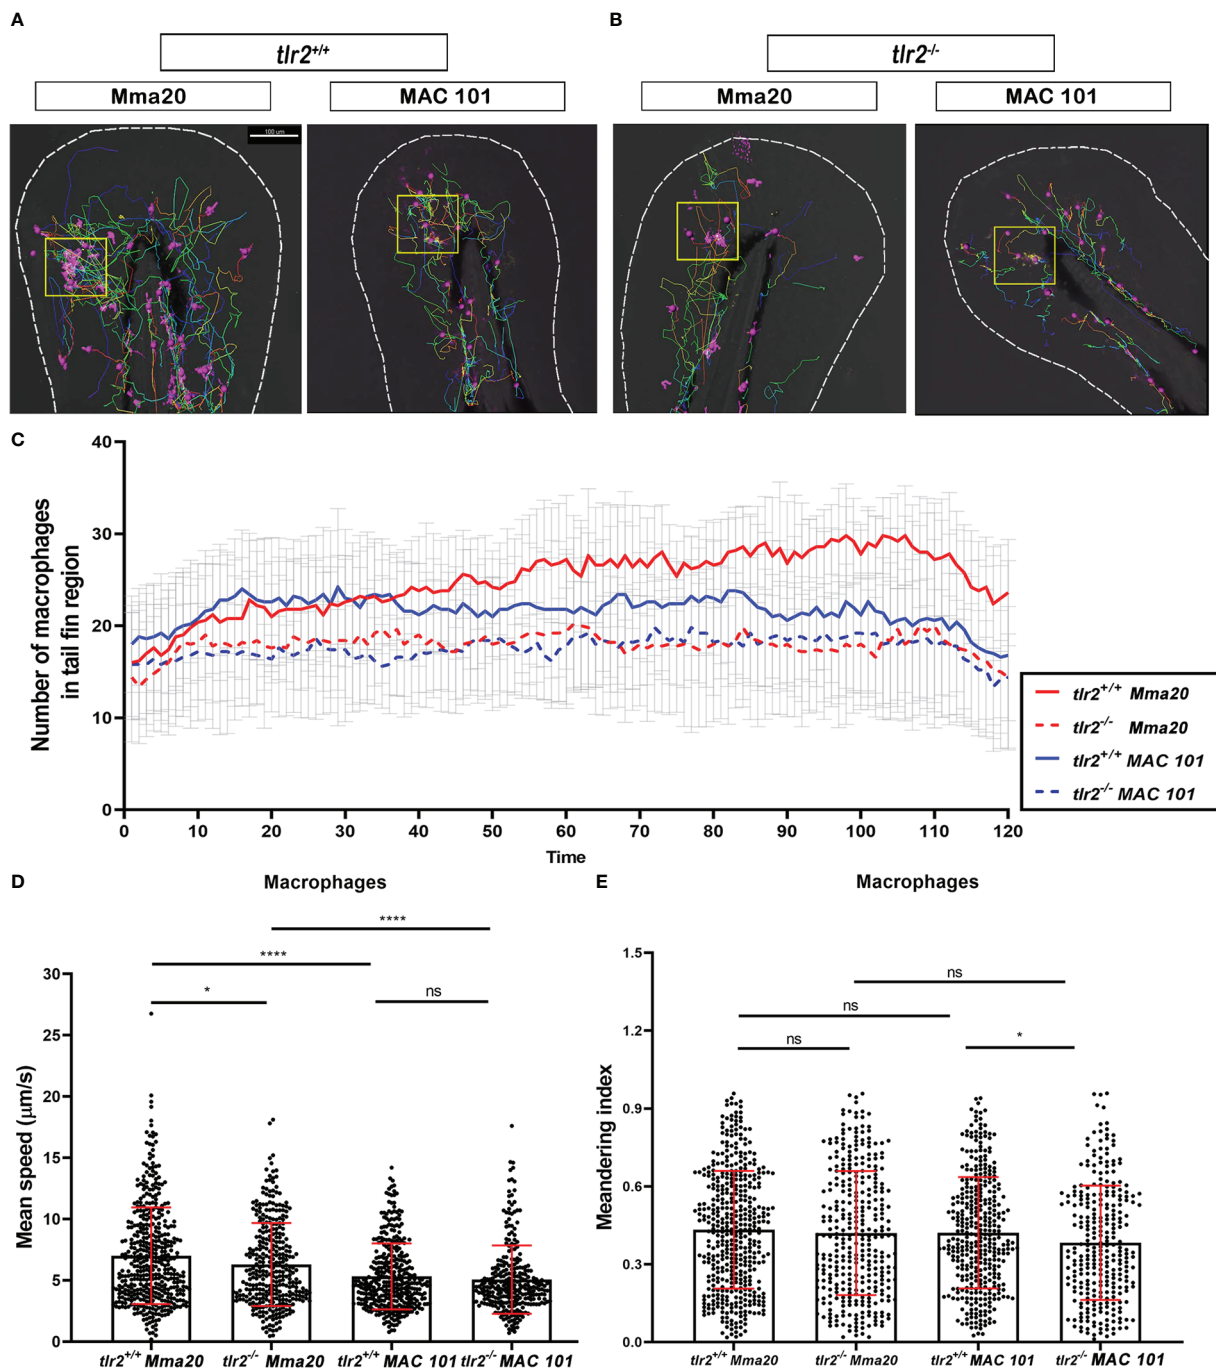 A
B
tlr2+/+
tlr2-/-
Mma20
MAC 101
Mma20
MAC 101
100 um
C
Number of macrophages
in tail fin region
40
30
20
10
0
0 10 20 30 40 50 60 70 80 90 100 110 120
Time
tlr2+/+ Mma20
tlr2-/- Mma20
tlr2+/+ MAC 101
tlr2-/- MAC 101
D
Macrophages
****
****
*
ns
Mean speed (μm/s)
30
25
20
15
10
5
0
tlr2+/+ Mma20 tlr2-/- Mma20 tlr2+/+ MAC 101 tlr2-/- MAC 101
E
Macrophages
ns
ns
ns
*
Meandering index
1.5
1.2
0.9
0.6
0.3
0.0
tlr2+/+ Mma20 tlr2-/- Mma20 tlr2+/+ MAC 101 tlr2-/- MAC 101